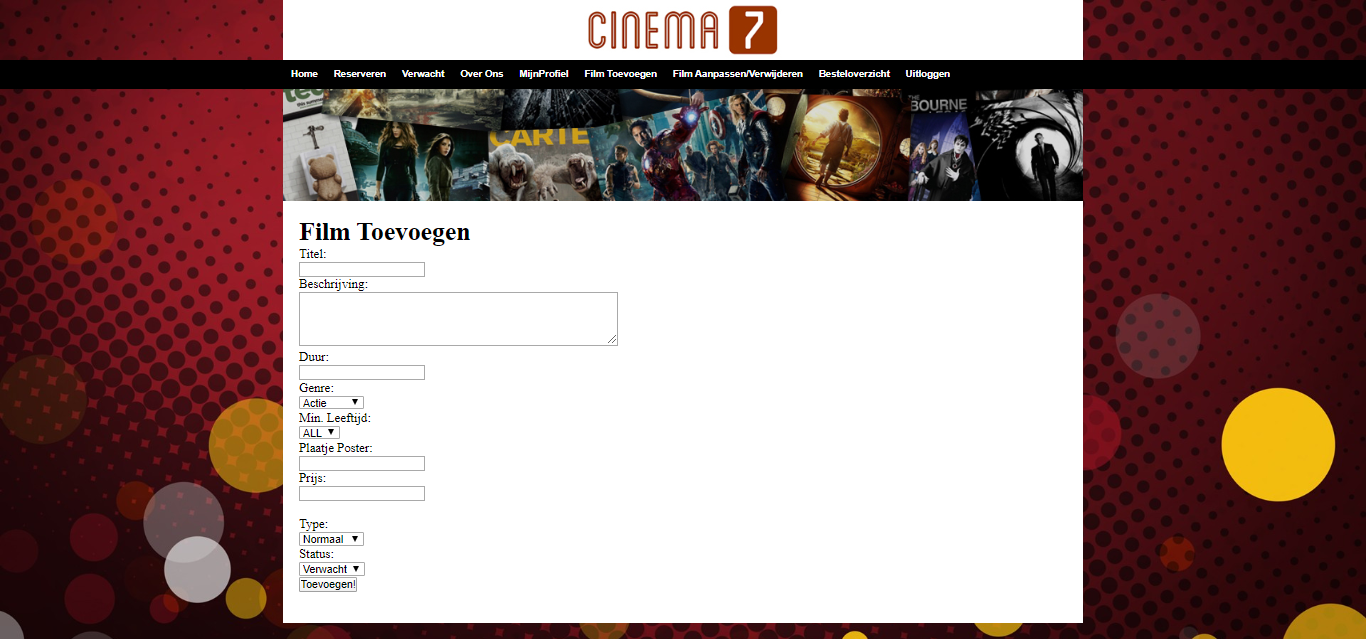 CINEMA 7
Home Reserveren Verwacht Over Ons MijnProfiel Film Toevoegen Film Aanpassen/Verwijderen Besteloverzicht Uitloggen
CARTE
THE
BOURNE
Film Toevoegen
Titel:
Beschrijving:
Duur:
Genre:
Actie
Min. Leeftijd:
ALL
Plaatje Poster:
Prijs:
Type:
Normaal
Status:
Verwacht
Toevoegen!